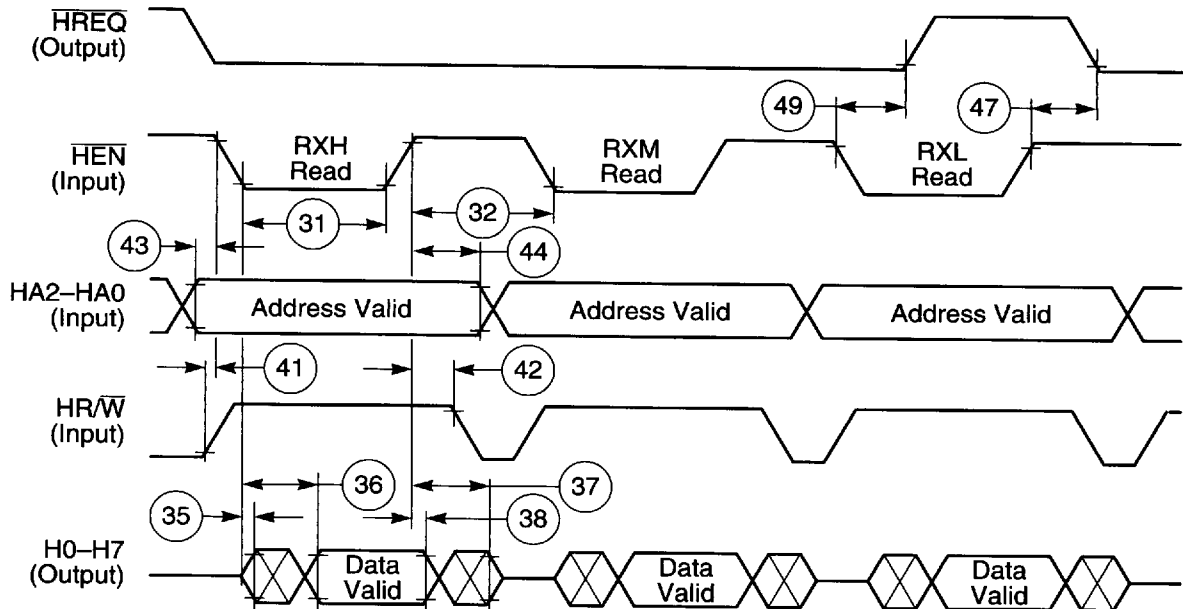 HREQ
(Output)
49
47
HEN
(Input)
RXH
Read
RXM
Read
RXL
Read
31
32
43
44
HA2–HA0
(Input)
Address Valid
Address Valid
Address Valid
41
42
HR/W
(Input)
36
37
35
38
H0–H7
(Output)
Data
Valid
Data
Valid
Data
Valid